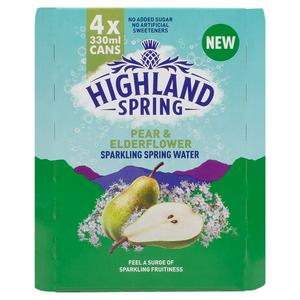 4x
330ml
CANS
NO ADDED SUGAR
NO ARTIFICIAL
SWEETENERS
NEW
HIGHLAND
SPRING
PEAR &
ELDERFLOWER
SPARKLING SPRING WATER
FEEL A SURGE OF
SPARKLING FRUITINESS